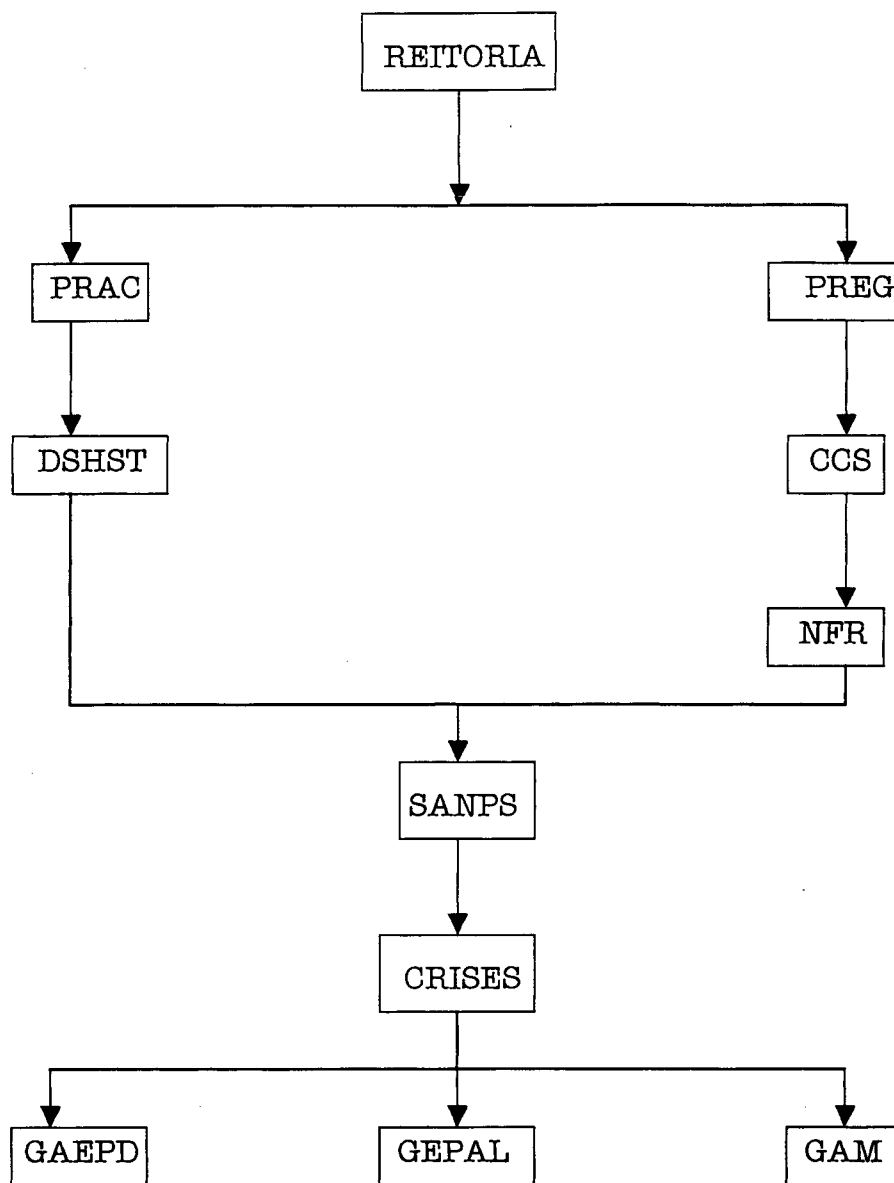 REITORIA
PRAC
PREG
DSHST
CCS
NFR
SANPS
CRISES
GAEPD
GEPAL
GAM